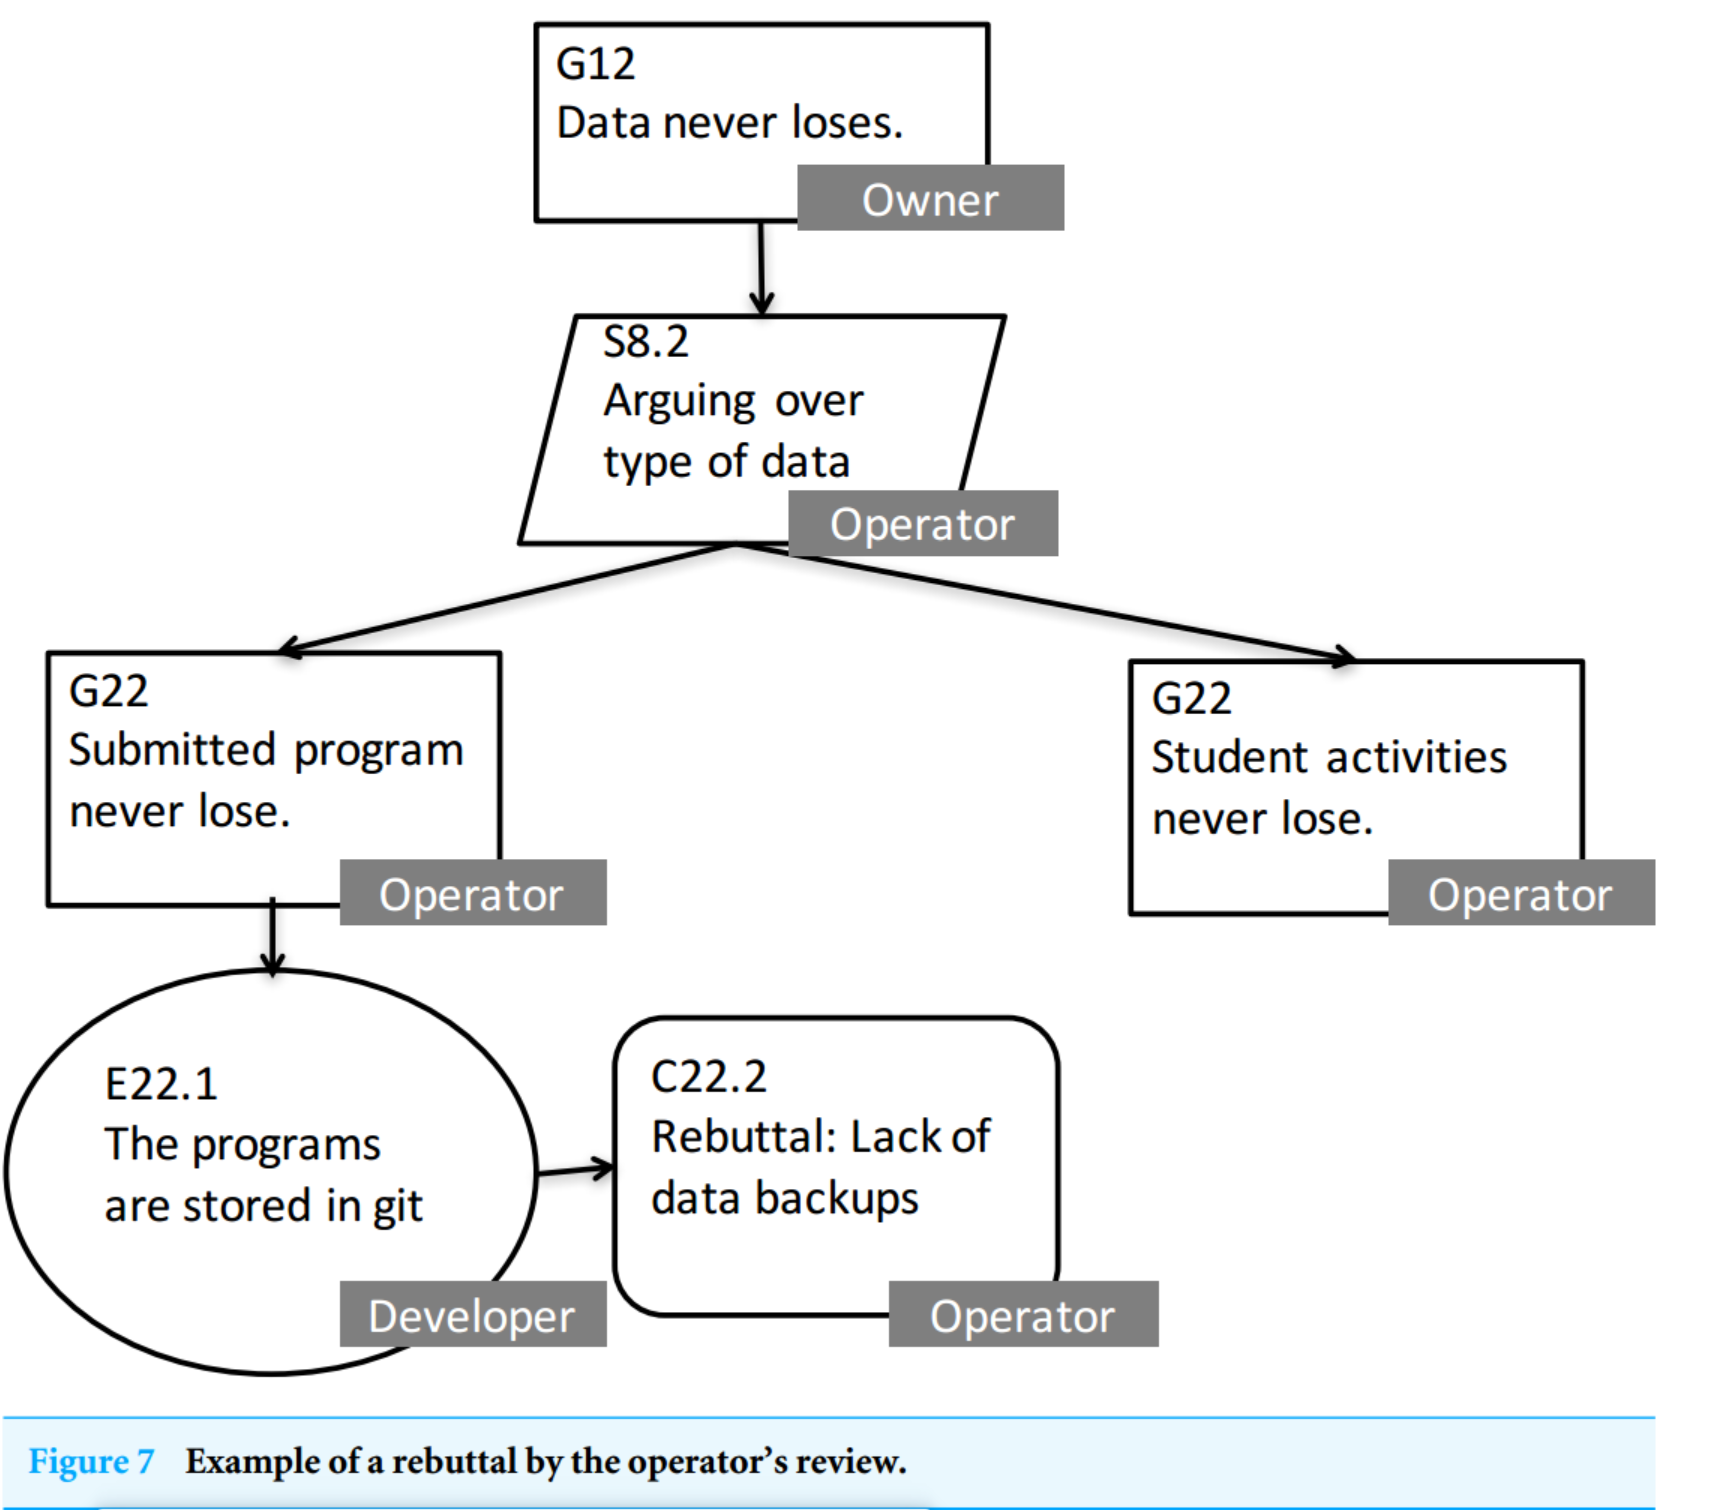 G12
Data never loses.
Owner
S8.2
Arguing over
type of data
Operator
G22
Submitted program
never lose.
Operator
G22
Student activities
never lose.
Operator
E22.1
The programs
are stored in git
Developer
C22.2
Rebuttal: Lack of
data backups
Operator
Figure 7 Example of a rebuttal by the operator’s review.